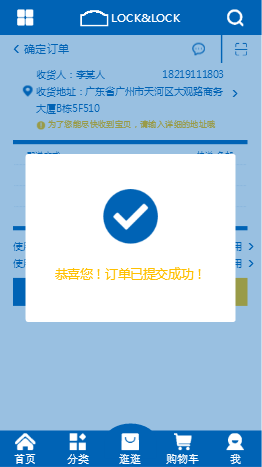 LOCK&LOCK
确定订单
收货人：李某人 18219111803
收货地址：广东省广州市天河区大观路商务
大厦B栋5F510
为了您能尽快收到宝贝，请输入详细的地址哦
恭喜您！订单已提交成功！
使 用
使 用
首页 分类 逛逛 购物车 我